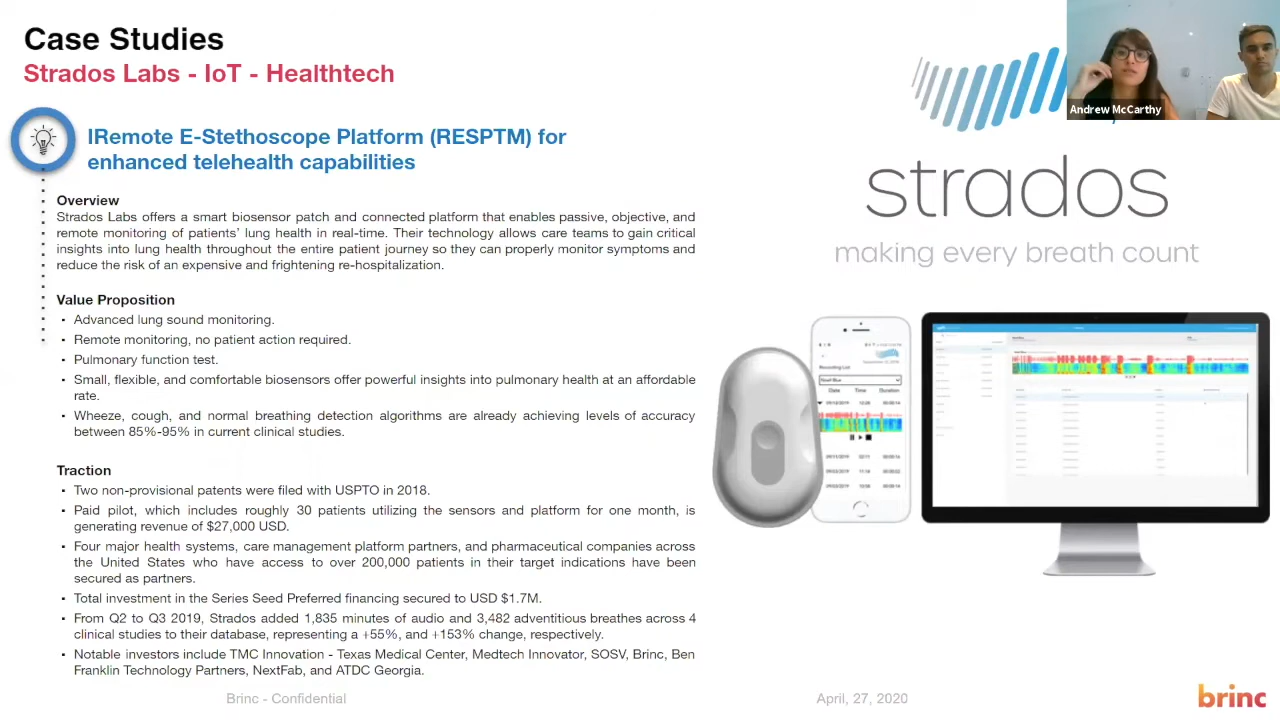 Case Studies
Strados Labs - IoT - Healthtech
Andrew McCarthy
IRemote E-Stethoscope Platform (RESPTM) for
enhanced telehealth capabilities
Overview
Strados Labs offers a smart biosensor patch and connected platform that enables passive, objective, and
remote monitoring of patients' lung health in real-time. Their technology allows care teams to gain critical
insights into lung health throughout the entire patient journey so they can properly monitor symptoms and
reduce the risk of an expensive and frightening re-hospitalization.
Value Proposition
▪ Advanced lung sound monitoring.
▪ Remote monitoring, no patient action required.
▪ Pulmonary function test.
▪ Small, flexible, and comfortable biosensors offer powerful insights into pulmonary health at an affordable
rate.
▪ Wheeze, cough, and normal breathing detection algorithms are already achieving levels of accuracy
between 85%-95% in current clinical studies.
Traction
▪ Two non-provisional patents were filed with USPTO in 2018.
▪ Paid pilot, which includes roughly 30 patients utilizing the sensors and platform for one month, is
generating revenue of $27,000 USD.
▪ Four major health systems, care management platform partners, and pharmaceutical companies across
the United States who have access to over 200,000 patients in their target indications have been
secured as partners.
▪ Total investment in the Series Seed Preferred financing secured to USD $1.7M.
▪ From Q2 to Q3 2019, Strados added 1,835 minutes of audio and 3,482 adventitious breathes across 4
clinical studies to their database, representing a +55%, and +153% change, respectively.
▪ Notable investors include TMC Innovation - Texas Medical Center, Medtech Innovator, SOSV, Brinc, Ben
Franklin Technology Partners, NextFab, and ATDC Georgia.
strados
making every breath count
Recording List
Date Time Duration
Brinc - Confidential
April, 27, 2020
brinc